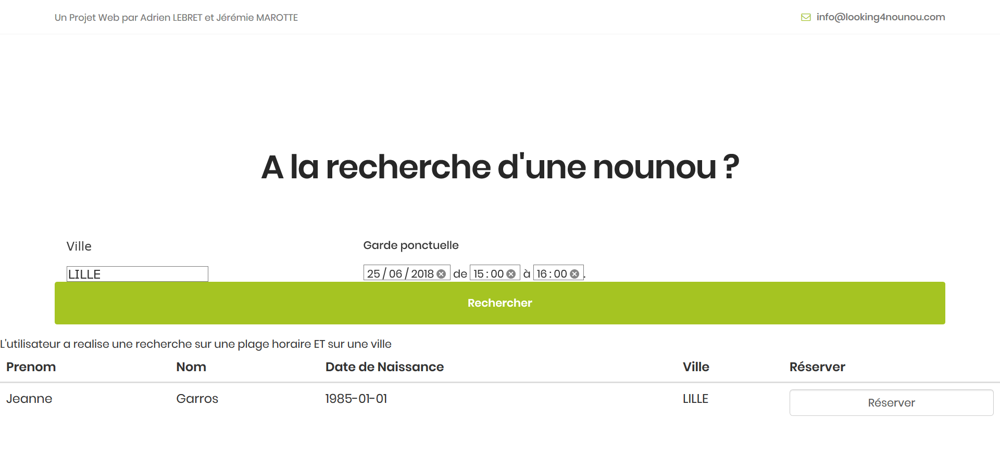 Un Projet Web par Adrien LEBRET et Jérémie MAROTTE
info@looking4nounou.com
A la recherche d'une nounou ?
Ville
Garde ponctuelle
LILLE
25 / 06 / 2018 de 15 : 00 à 16 : 00 .
Rechercher
L'utilisateur a realise une recherche sur une plage horaire ET sur une ville
Prenom Nom Date de Naissance Ville Réserver
Jeanne Garros 1985-01-01 LILLE Réserver